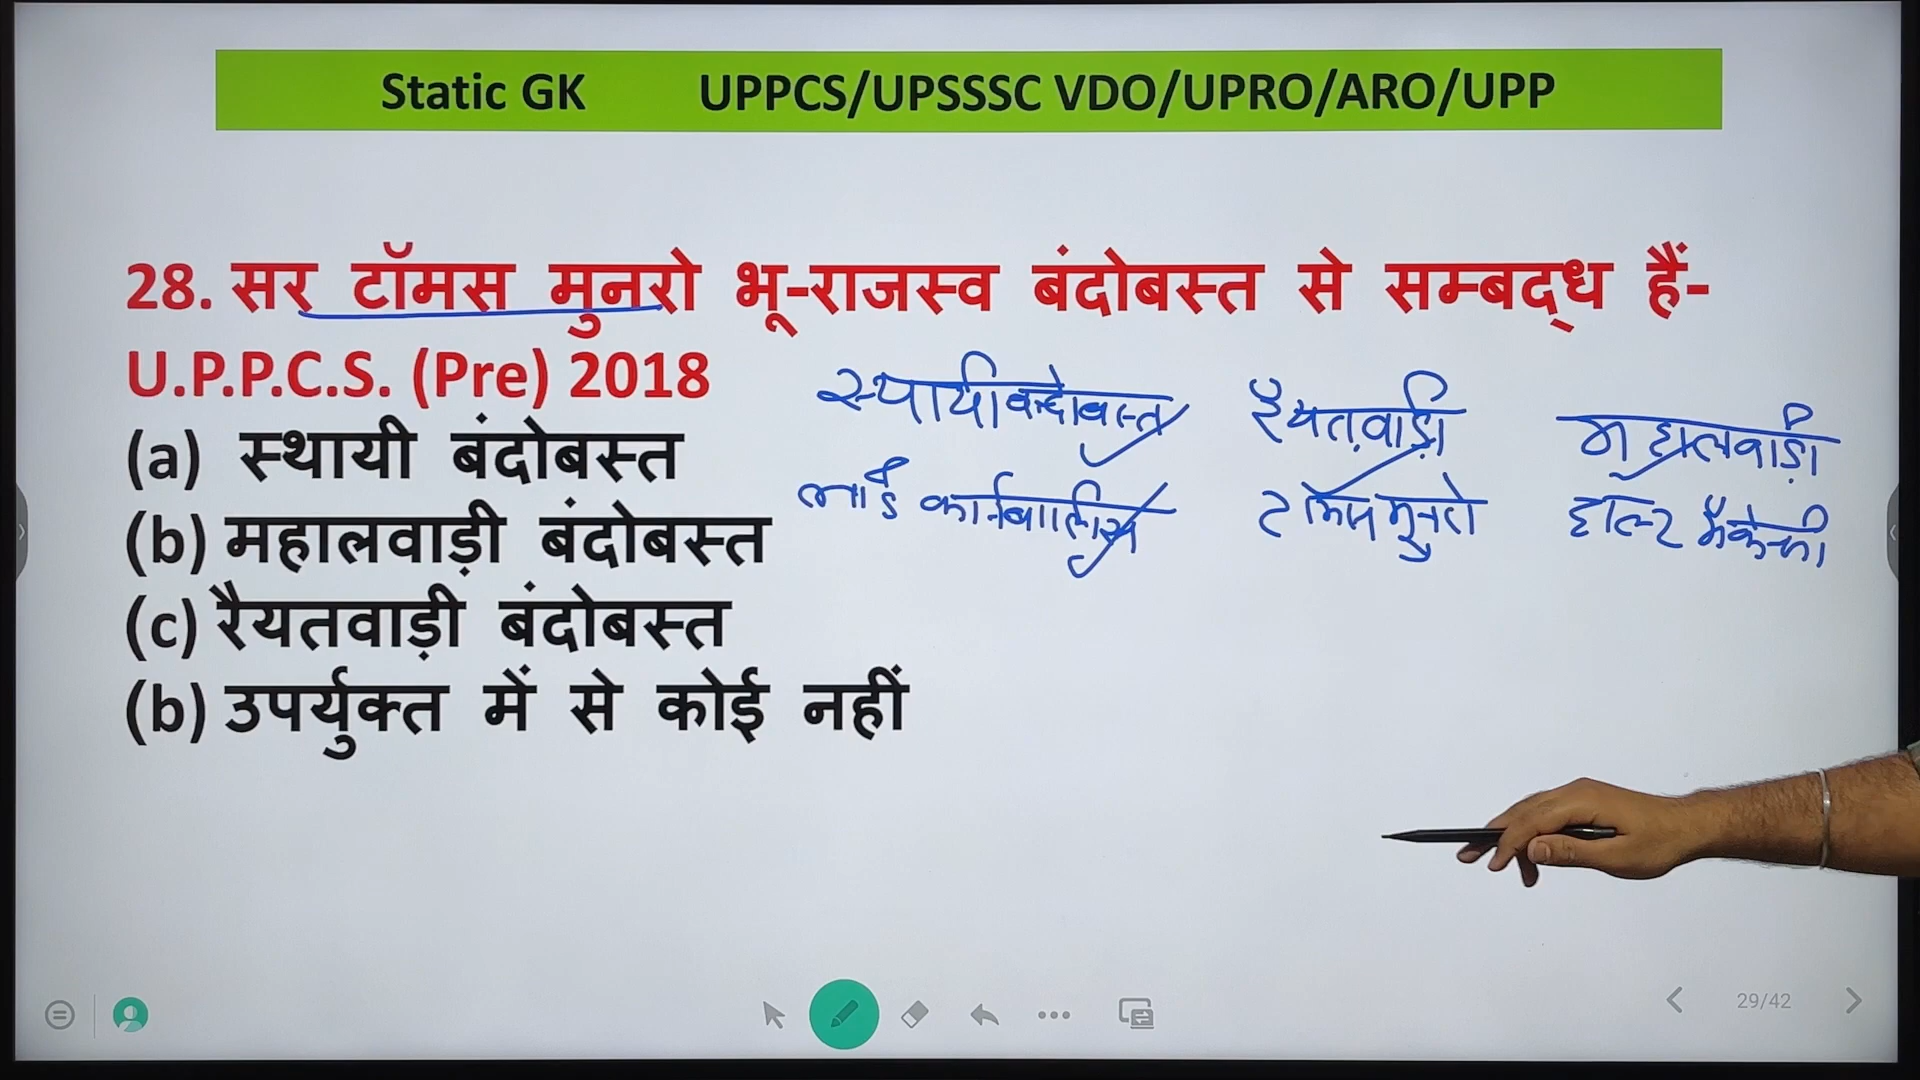 Static GK UPPCS/UPSSSC VDO/UPRO/ARO/UPP
28. सर टॉमस मुनरो भू-राजस्व बंदोबस्त से सम्बद्ध हैं-
U.P.P.C.S. (Pre) 2018
(a) स्थायी बंदोबस्त
(b) महालवाड़ी बंदोबस्त
(c) रैयतवाड़ी बंदोबस्त
(b) उपर्युक्त में से कोई नहीं
स्थायी बन्दोबस्त रैयतवाड़ी महालवाड़ी
लार्ड कार्नवालिस टॉमस मुनरो हाल्ट मैकेन्जी
29/42